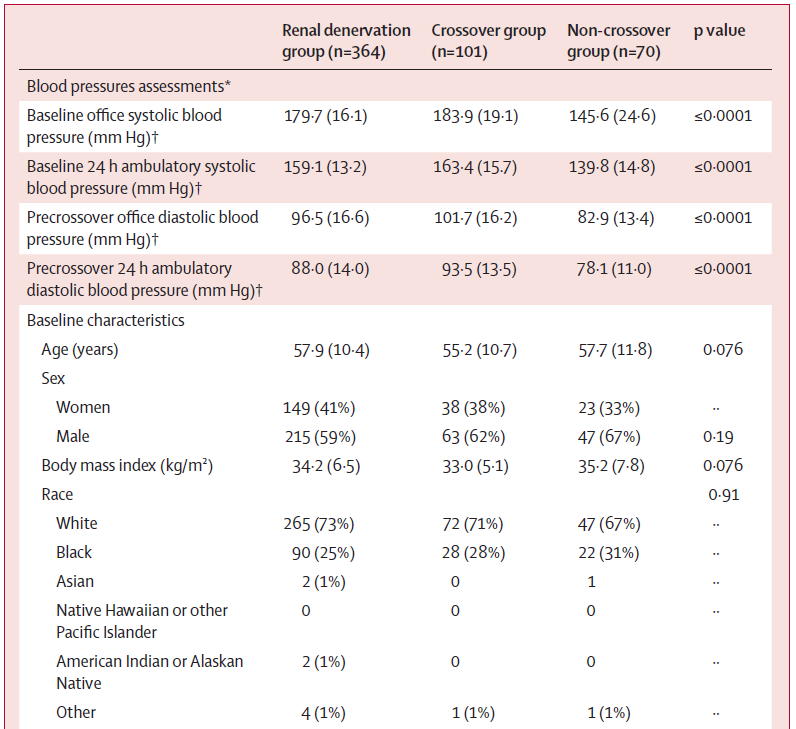 Renal denervation group (n=364) Crossover group (n=101) Non-crossover group (n=70) p value
Blood pressures assessments*
Baseline office systolic blood pressure (mm Hg)† 179·7 (16·1) 183·9 (19·1) 145·6 (24·6) ≤0·0001
Baseline 24 h ambulatory systolic blood pressure (mm Hg)† 159·1 (13·2) 163·4 (15·7) 139·8 (14·8) ≤0·0001
Precrossover office diastolic blood pressure (mm Hg)† 96·5 (16·6) 101·7 (16·2) 82·9 (13·4) ≤0·0001
Precrossover 24 h ambulatory diastolic blood pressure (mm Hg)† 88·0 (14·0) 93·5 (13·5) 78·1 (11·0) ≤0·0001
Baseline characteristics
Age (years) 57·9 (10·4) 55·2 (10·7) 57·7 (11·8) 0·076
Sex
Women 149 (41%) 38 (38%) 23 (33%) ··
Male 215 (59%) 63 (62%) 47 (67%) 0·19
Body mass index (kg/m²) 34·2 (6·5) 33·0 (5·1) 35·2 (7·8) 0·076
Race 0·91
White 265 (73%) 72 (71%) 47 (67%) ··
Black 90 (25%) 28 (28%) 22 (31%) ··
Asian 2 (1%) 0 1 ··
Native Hawaiian or other Pacific Islander 0 0 0 ··
American Indian or Alaskan Native 2 (1%) 0 0 ··
Other 4 (1%) 1 (1%) 1 (1%) ··